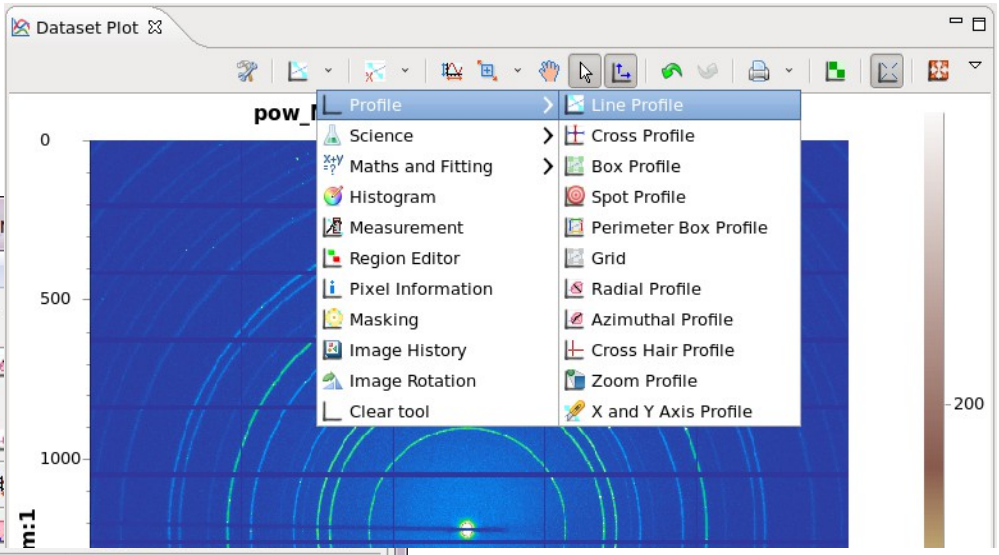 Dataset Plot
pow_
Profile
Line Profile
Science
Cross Profile
Maths and Fitting
Box Profile
Histogram
Spot Profile
Measurement
Perimeter Box Profile
Region Editor
Grid
Pixel Information
Radial Profile
Masking
Azimuthal Profile
Image History
Cross Hair Profile
Image Rotation
Zoom Profile
Clear tool
X and Y Axis Profile
0
500
1000
200
m:1